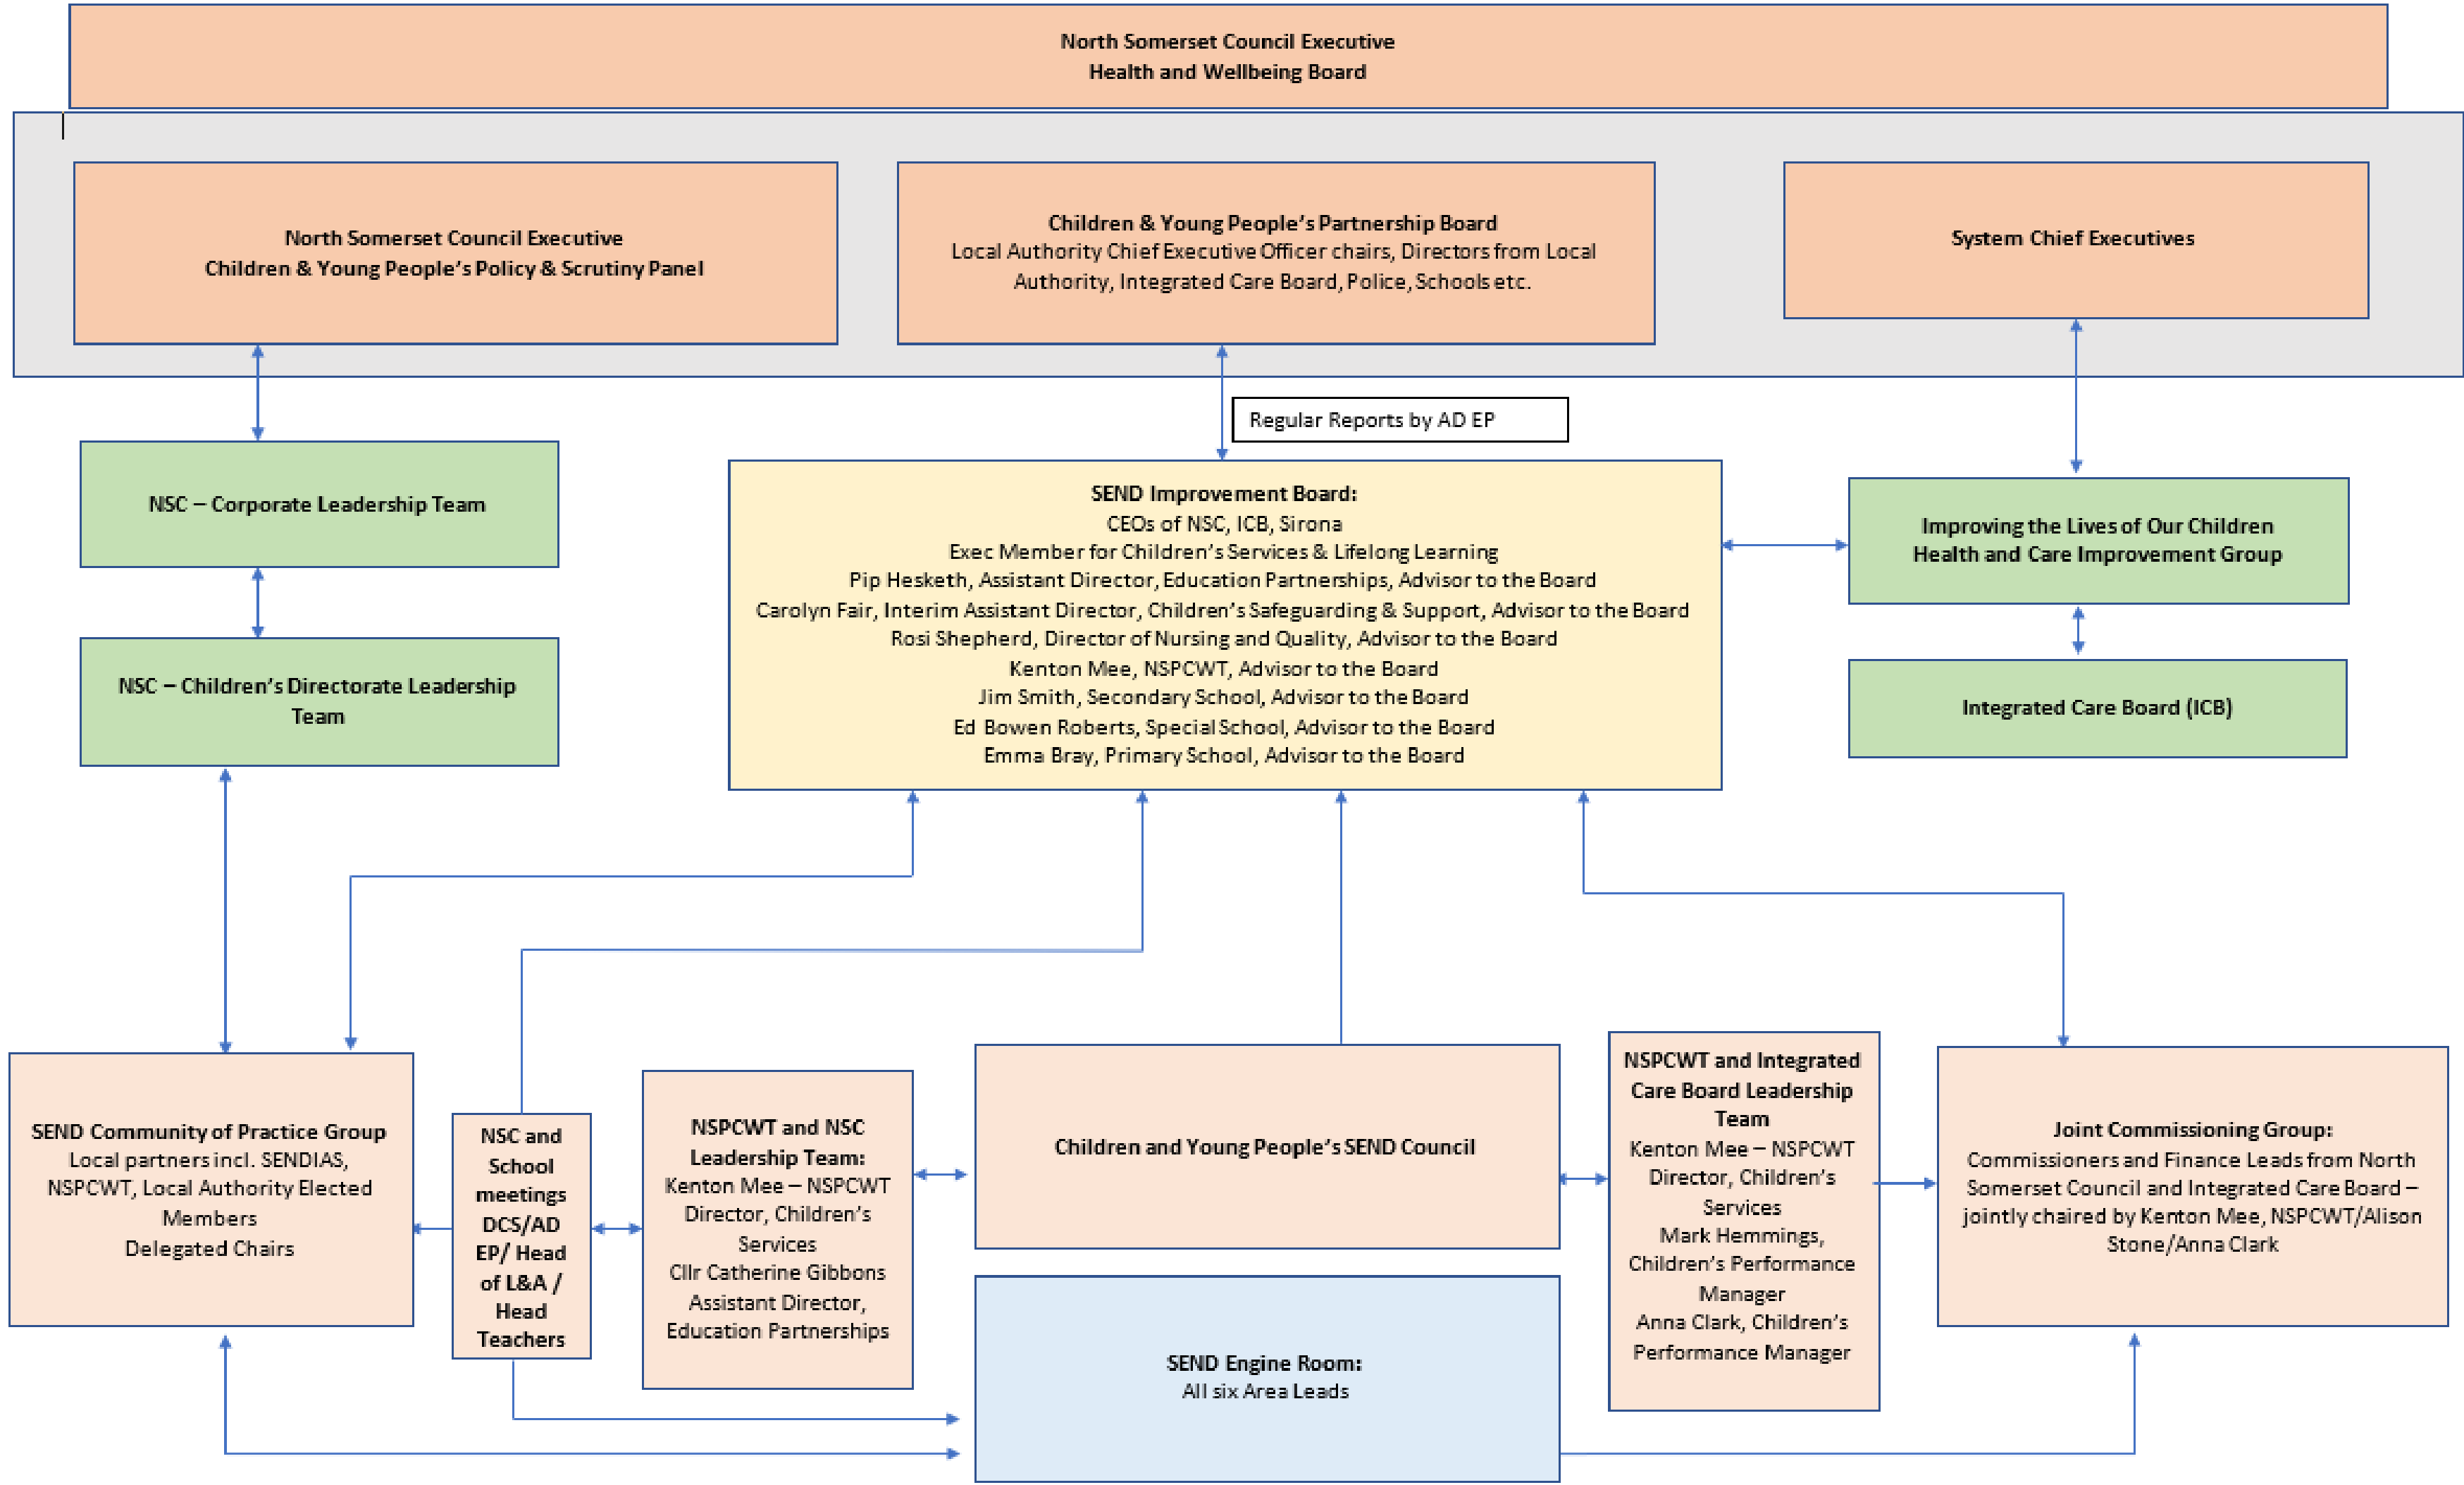 North Somerset Council Executive
Health and Wellbeing Board
North Somerset Council Executive
Children & Young People's Policy & Scrutiny Panel
Children & Young People's Partnership Board
Local Authority Chief Executive Officer chairs, Directors from Local
Authority, Integrated Care Board, Police, Schools etc.
System Chief Executives
Regular Reports by AD EP
NSC – Corporate Leadership Team
NSC – Children's Directorate Leadership
Team
SEND Improvement Board:
CEOs of NSC, ICB, Sirona
Exec Member for Children's Services & Lifelong Learning
Pip Hesketh, Assistant Director, Education Partnerships, Advisor to the Board
Carolyn Fair, Interim Assistant Director, Children's Safeguarding & Support, Advisor to the Board
Rosi Shepherd, Director of Nursing and Quality, Advisor to the Board
Kenton Mee, NSPCWT, Advisor to the Board
Jim Smith, Secondary School, Advisor to the Board
Ed Bowen Roberts, Special School, Advisor to the Board
Emma Bray, Primary School, Advisor to the Board
Improving the Lives of Our Children
Health and Care Improvement Group
Integrated Care Board (ICB)
SEND Community of Practice Group
Local partners incl. SENDIAS,
NSPCWT, Local Authority Elected
Members
Delegated Chairs
NSC and
School
meetings
DCS/AD
EP/ Head
of L&A /
Head
Teachers
NSPCWT and NSC
Leadership Team:
Kenton Mee – NSPCWT
Director, Children's
Services
Cllr Catherine Gibbons
Assistant Director,
Education Partnerships
Children and Young People's SEND Council
SEND Engine Room:
All six Area Leads
NSPCWT and Integrated
Care Board Leadership
Team
Kenton Mee – NSPCWT
Director, Children's
Services
Mark Hemmings,
Children's Performance
Manager
Anna Clark, Children's
Performance Manager
Joint Commissioning Group:
Commissioners and Finance Leads from North
Somerset Council and Integrated Care Board –
jointly chaired by Kenton Mee, NSPCWT/Alison
Stone/Anna Clark